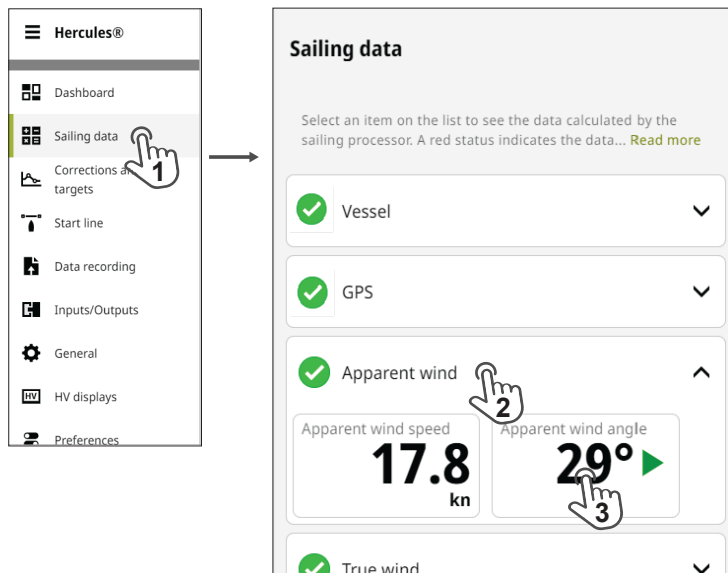 Hercules®
Dashboard
Sailing data
1
Corrections a
targets
Start line
Data recording
Inputs/Outputs
General
HV HV displays
Preferences
Sailing data
Select an item on the list to see the data calculated by the
sailing processor. A red status indicates the data... Read more
Vessel
GPS
Apparent wind
2
Apparent wind speed
17.8
kn
Apparent wind angle
29°
3
True wind